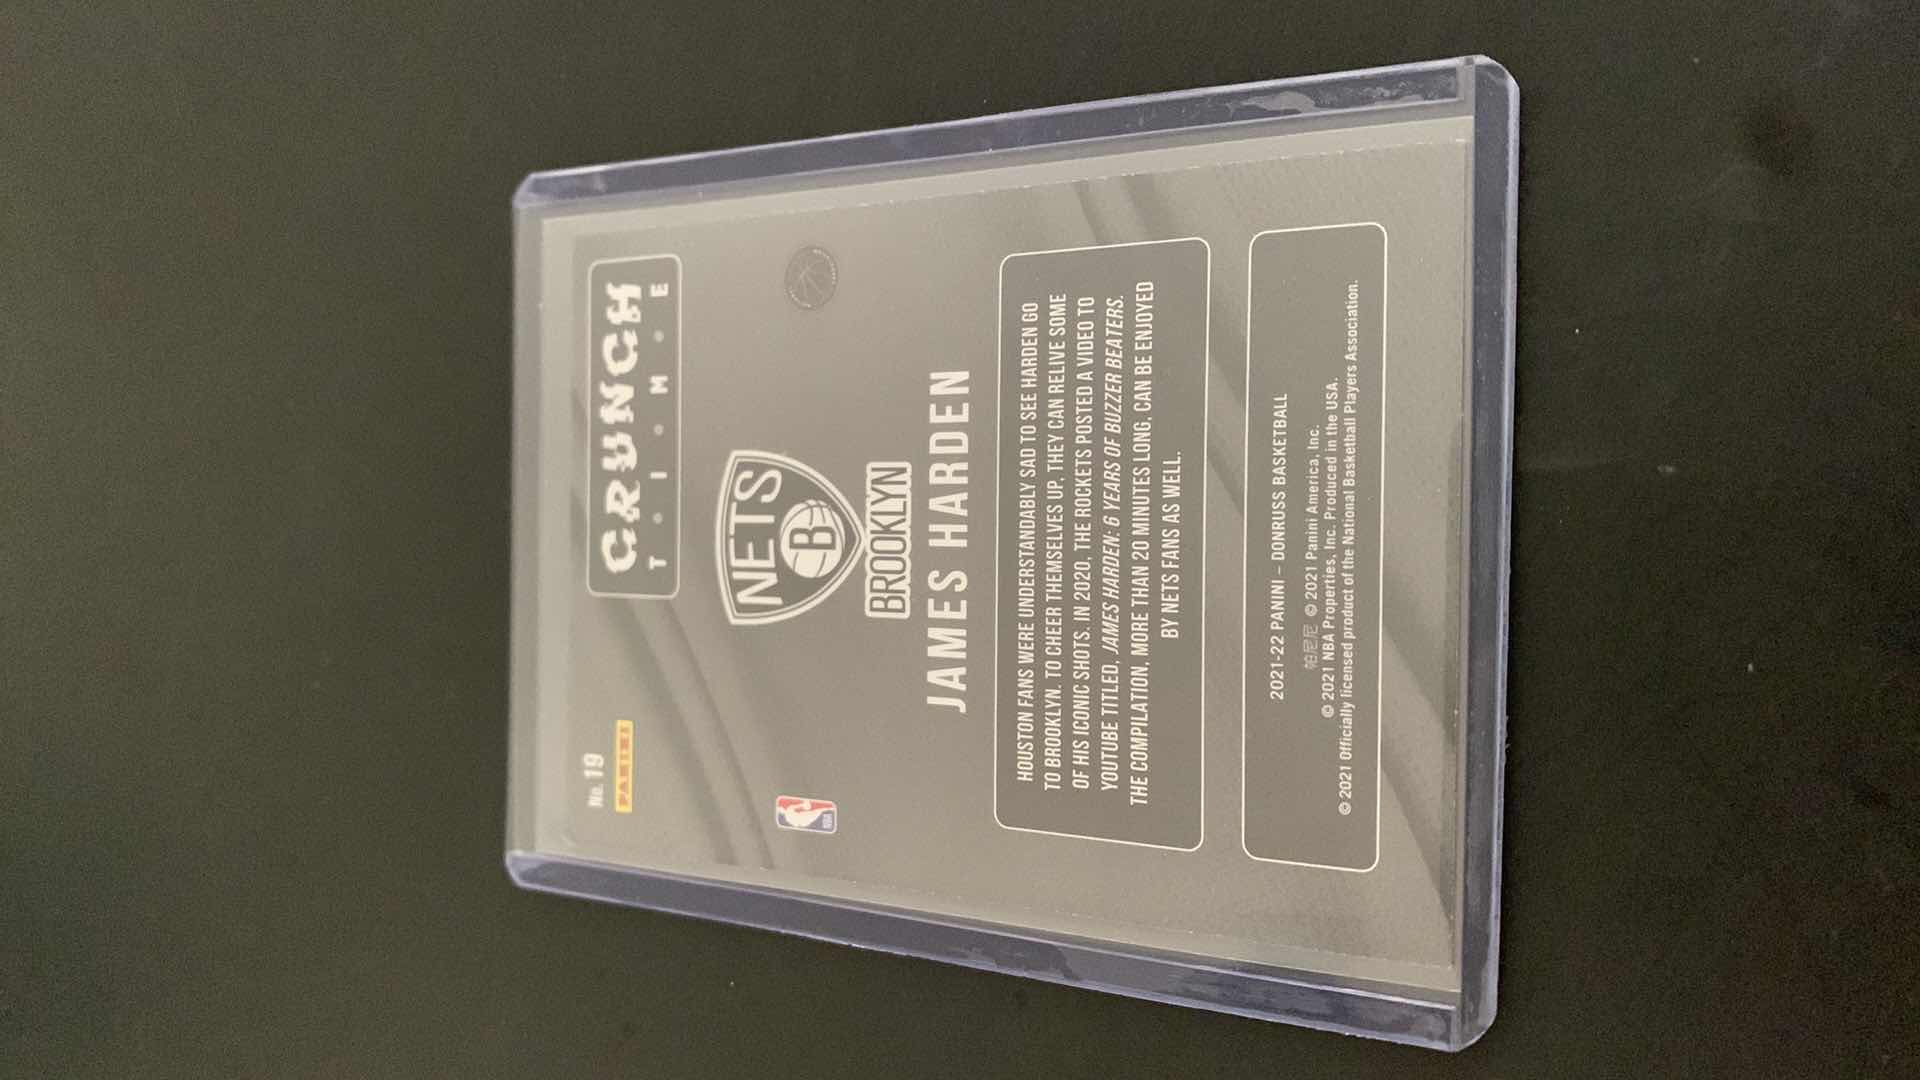 No. 19
PANINI
CRUNCH
T • I • M • E
NBA
NETS
B
BROOKLYN
JAMES HARDEN
HOUSTON FANS WERE UNDERSTANDABLY SAD TO SEE HARDEN GO
TO BROOKLYN. TO CHEER THEMSELVES UP, THEY CAN RELIVE SOME
OF HIS ICONIC SHOTS. IN 2020, THE ROCKETS POSTED A VIDEO TO
YOUTUBE TITLED, JAMES HARDEN: 6 YEARS OF BUZZER BEATERS.
THE COMPILATION, MORE THAN 20 MINUTES LONG, CAN BE ENJOYED
BY NETS FANS AS WELL.
2021-22 PANINI – DONRUSS BASKETBALL
帕尼尼 © 2021 Panini America, Inc.
© 2021 NBA Properties, Inc. Produced in the USA.
© 2021 Officially licensed product of the National Basketball Players Association.